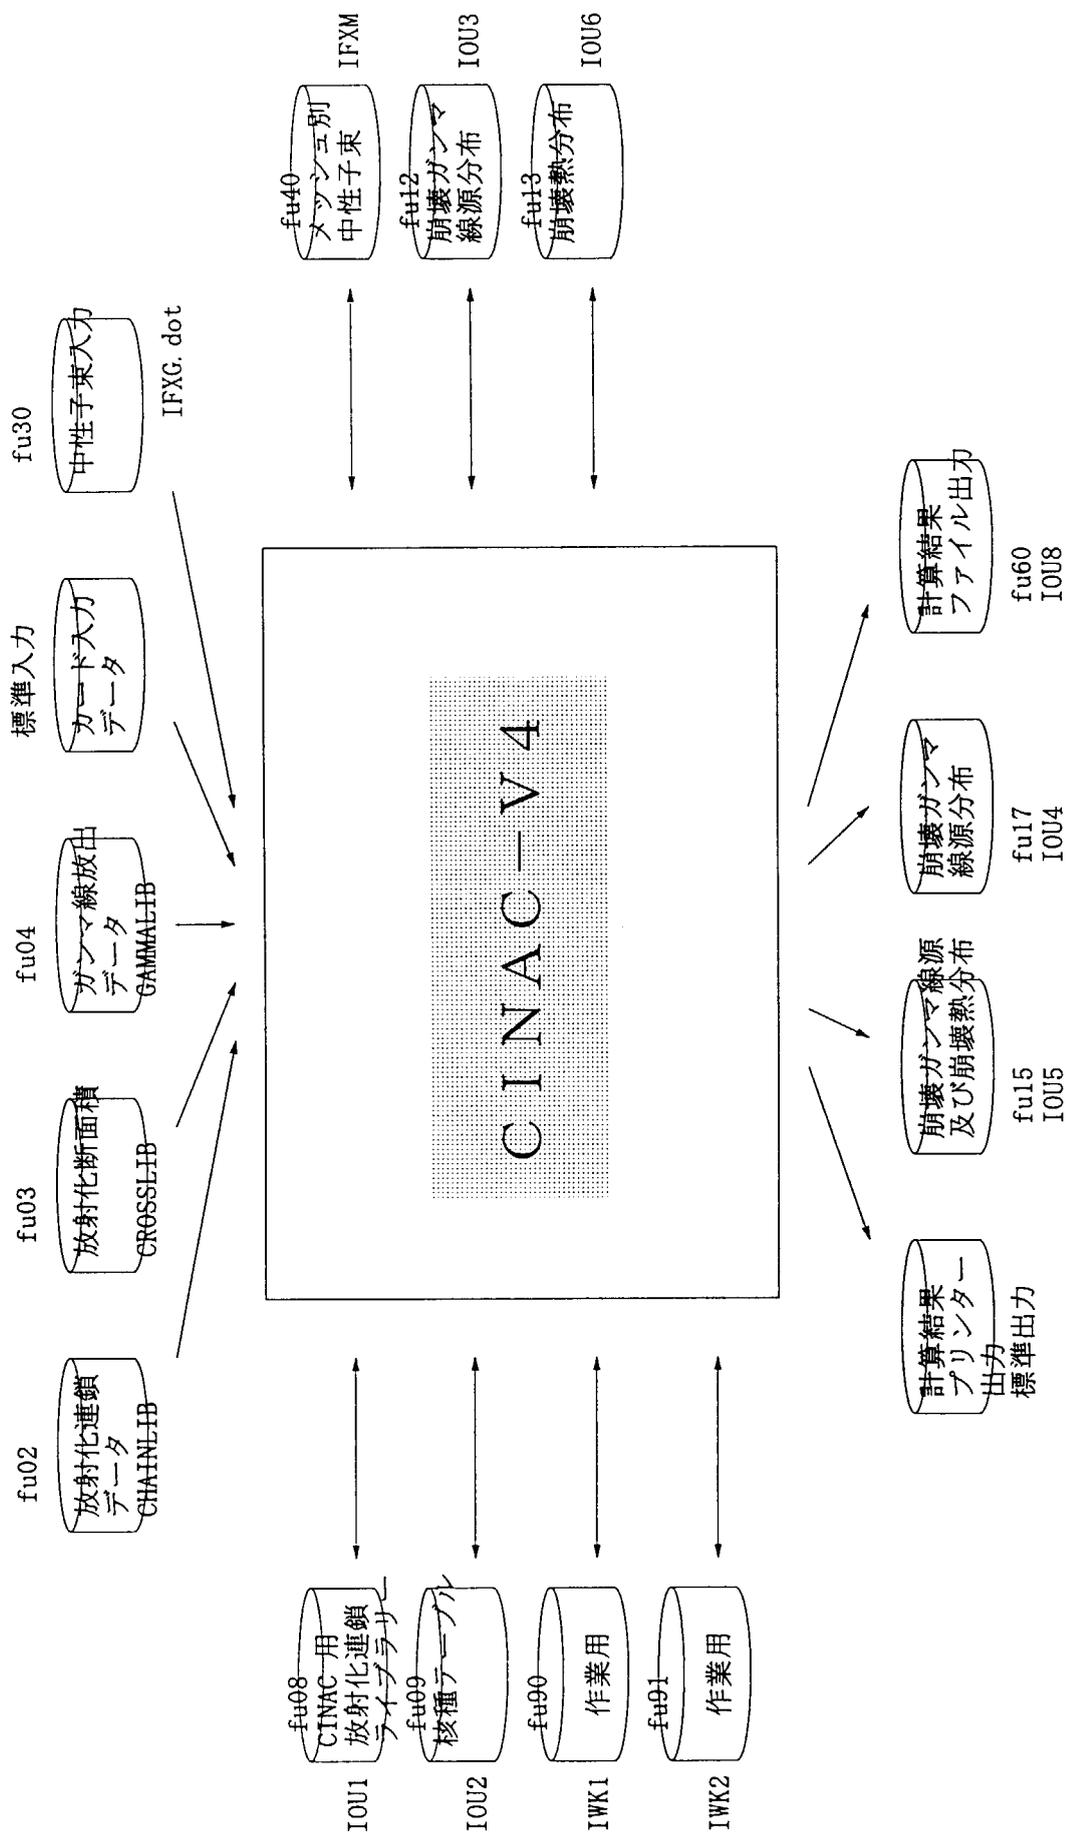 fu02
放射化連鎖
データ
CHAINLIB
fu03
放射化断面積
CROSSLIB
fu04
ガンマ線放出
データ
GAMMALIB
標準入力
カード入力
データ
fu30
中性子束入力
IFXG.dot
IOU1
fu08
CINAC 用
放射化連鎖
ライブラリー
IOU2
fu09
核種テーブル
IWK1
fu90
作業用
IWK2
fu91
作業用
CINAC−V4
fu40
メッシュ別
中性子束
IFXM
fu12
崩壊ガンマ
線源分布
IOU3
fu13
崩壊熱分布
IOU6
計算結果
プリンター
出力
標準出力
崩壊ガンマ線源
及び崩壊熱分布
fu15
IOU5
崩壊ガンマ
線源分布
fu17
IOU4
計算結果
ファイル出力
fu60
IOU8